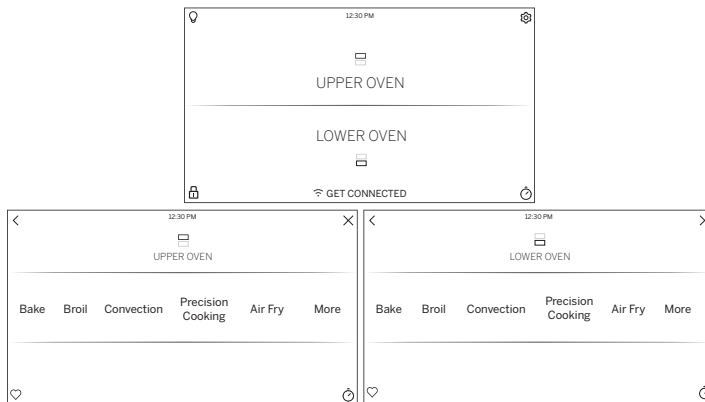 12:30 PM
UPPER OVEN
LOWER OVEN
GET CONNECTED
12:30 PM
UPPER OVEN
Bake Broil Convection Precision Cooking Air Fry More
12:30 PM
LOWER OVEN
Bake Broil Convection Precision Cooking Air Fry More